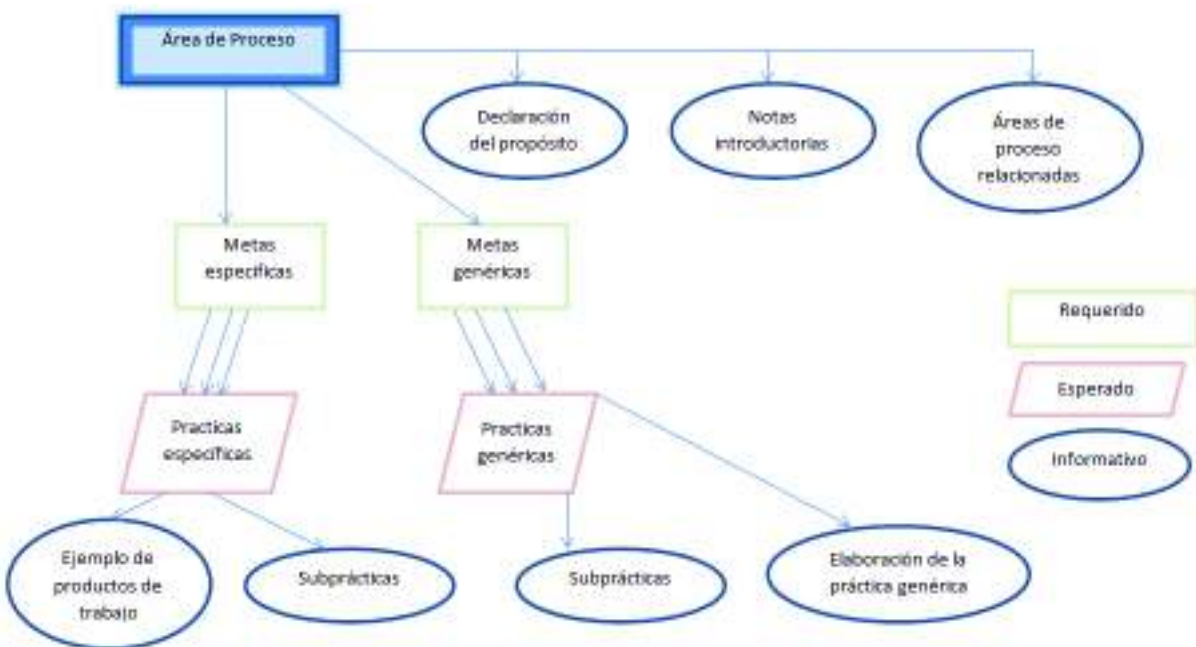 Área de Proceso
Declaración
del propósito
Notas
introductorias
Áreas de
proceso
relacionadas
Metas
especificas
Metas
genéricas
Requerido
Esperado
Informativo
Practicas
específicas
Practicas
genéricas
Ejemplo de
productos de
trabajo
Subprácticas
Subprácticas
Elaboración de la
práctica genérica